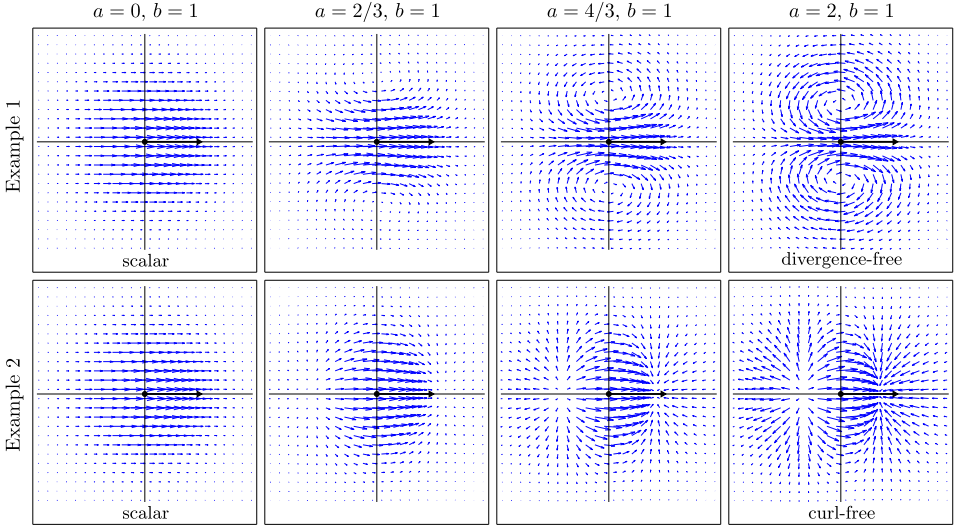 a = 0, b = 1
a = 2/3, b = 1
a = 4/3, b = 1
a = 2, b = 1
Example 1
scalar
divergence-free
Example 2
scalar
curl-free